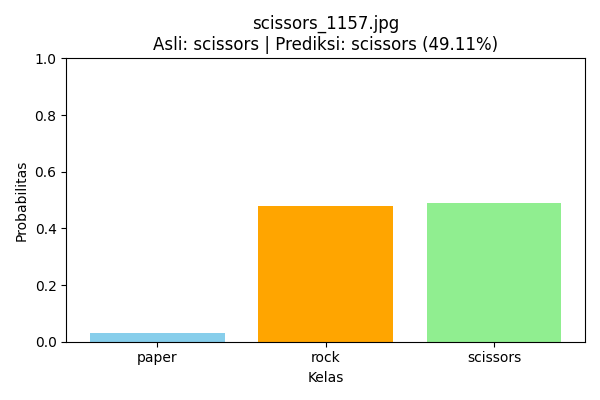 scissors_1157.jpg
Asli: scissors | Prediksi: scissors (49.11%)
1.0
0.8
0.6
0.4
0.2
0.0
Probabilitas
paper
rock
scissors
Kelas